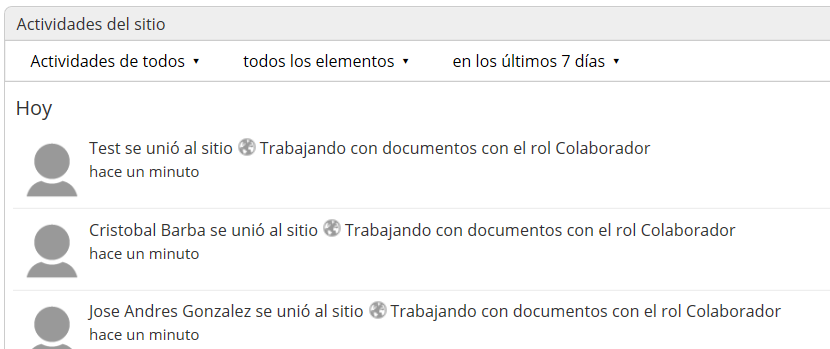 Actividades del sitio
Actividades de todos todos los elementos en los últimos 7 días
Hoy
Test se unió al sitio Trabajando con documentos con el rol Colaborador
hace un minuto
Cristobal Barba se unió al sitio Trabajando con documentos con el rol Colaborador
hace un minuto
Jose Andres Gonzalez se unió al sitio Trabajando con documentos con el rol Colaborador
hace un minuto